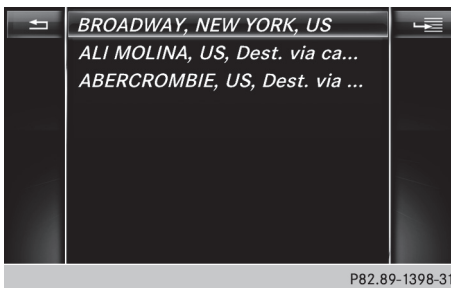 BROADWAY, NEW YORK, US
ALI MOLINA, US, Dest. via ca...
ABERCROMBIE, US, Dest. via ...
P82.89-1398-31